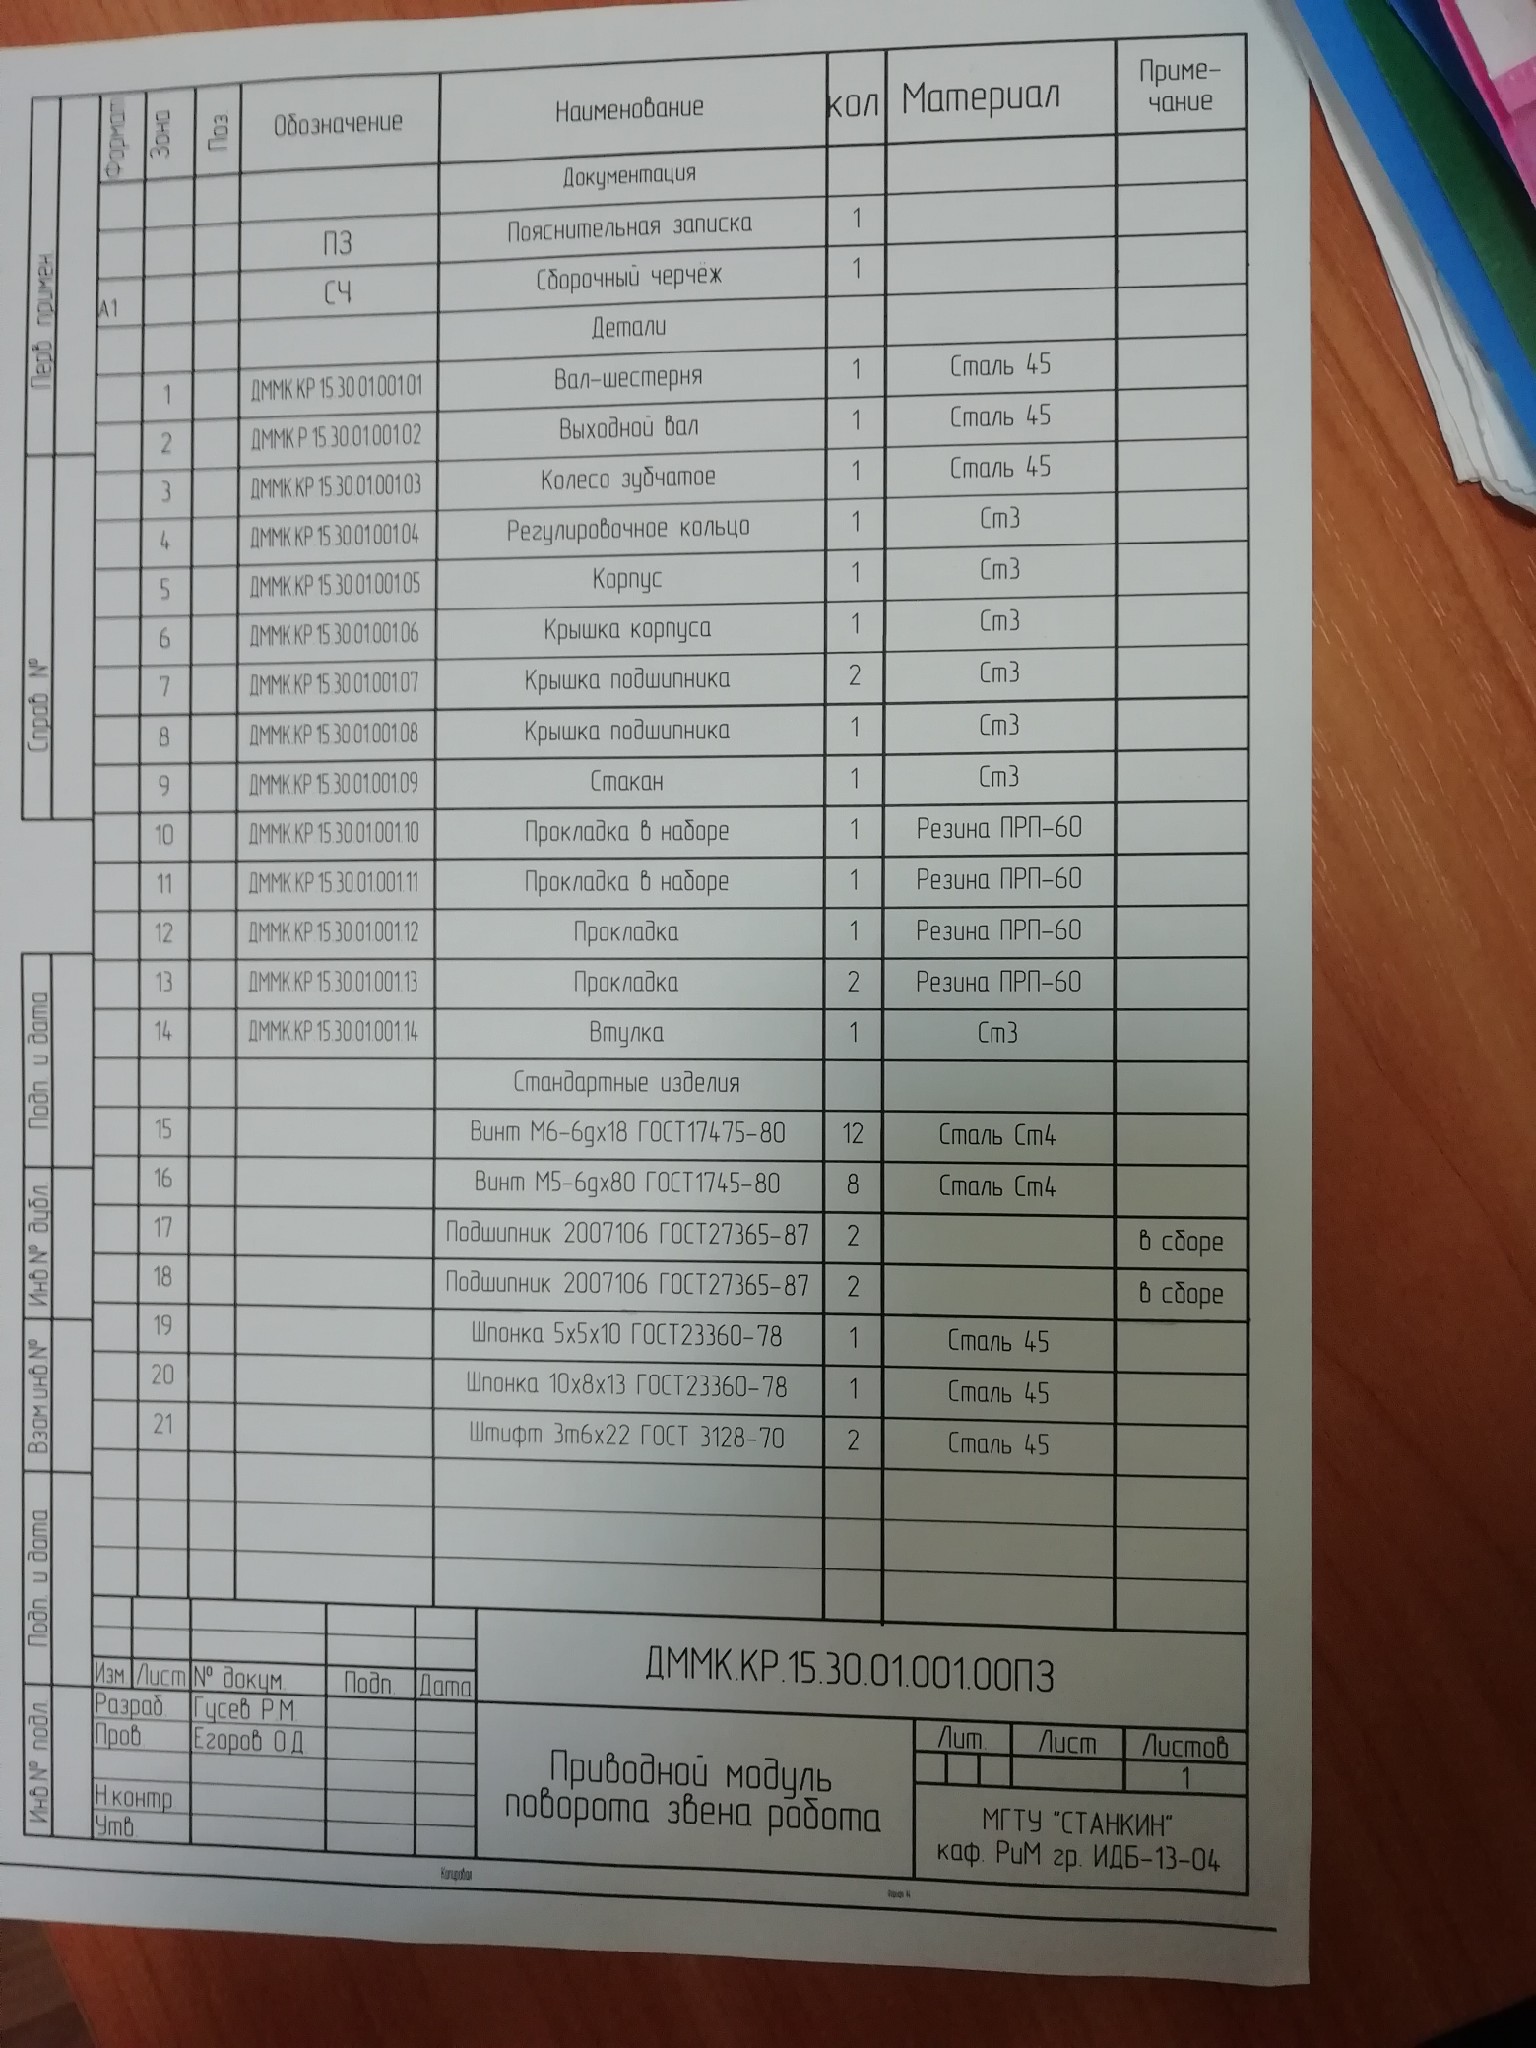 Формат Зона Поз. Обозначение Наименование кол Материал Приме-
чание
Документация
ПЗ Пояснительная записка 1
А1 СЧ Сборочный черчёж 1
Детали
1 ДММК.КР.15.30.01.001.01 Вал-шестерня 1 Сталь 45
2 ДММК.Р.15.30.01.001.02 Выходной вал 1 Сталь 45
3 ДММК.КР.15.30.01.001.03 Колесо зубчатое 1 Сталь 45
4 ДММК.КР.15.30.01.001.04 Регулировочное кольцо 1 Ст3
5 ДММК.КР.15.30.01.001.05 Корпус 1 Ст3
6 ДММК.КР.15.30.01.001.06 Крышка корпуса 1 Ст3
7 ДММК.КР.15.30.01.001.07 Крышка подшипника 2 Ст3
8 ДММК.КР.15.30.01.001.08 Крышка подшипника 1 Ст3
9 ДММК.КР.15.30.01.001.09 Стакан 1 Ст3
10 ДММК.КР.15.30.01.001.10 Прокладка в наборе 1 Резина ПРП-60
11 ДММК.КР.15.30.01.001.11 Прокладка в наборе 1 Резина ПРП-60
12 ДММК.КР.15.30.01.001.12 Прокладка 1 Резина ПРП-60
13 ДММК.КР.15.30.01.001.13 Прокладка 2 Резина ПРП-60
14 ДММК.КР.15.30.01.001.14 Втулка 1 Ст3
Стандартные изделия
15 Винт М6-6gx18 ГОСТ17475-80 12 Сталь Ст4
16 Винт М5-6gx80 ГОСТ1745-80 8 Сталь Ст4
17 Подшипник 2007106 ГОСТ27365-87 2 в сборе
18 Подшипник 2007106 ГОСТ27365-87 2 в сборе
19 Шпонка 5х5х10 ГОСТ23360-78 1 Сталь 45
20 Шпонка 10х8х13 ГОСТ23360-78 1 Сталь 45
21 Штифт 3m6x22 ГОСТ 3128-70 2 Сталь 45
Перв. примен.
Справ. №
Подп. и дата
Инв № дубл.
Взам инв №
Подп. и дата
Инв № подл.
Изм Лист № докум. Подп. Дата
Разраб. Гусев Р.М.
Пров. Егоров О.Д
Н.контр
Утв.
ДММК.КР.15.30.01.001.00ПЗ
Приводной модуль
поворота звена робота
Лит. Лист Листов
1
МГТУ "СТАНКИН"
каф. РиМ гр. ИДБ-13-04
Копировал Формат А4